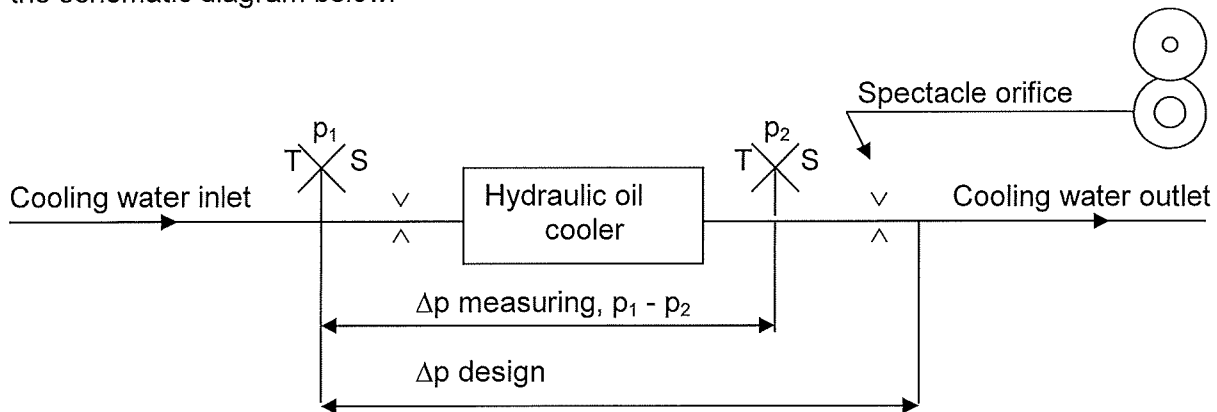 the schematic diagram below.
Spectacle orifice
p₁
p₂
T S
T S
Cooling water inlet
Hydraulic oil
cooler
Cooling water outlet
Δp measuring, p₁ - p₂
Δp design